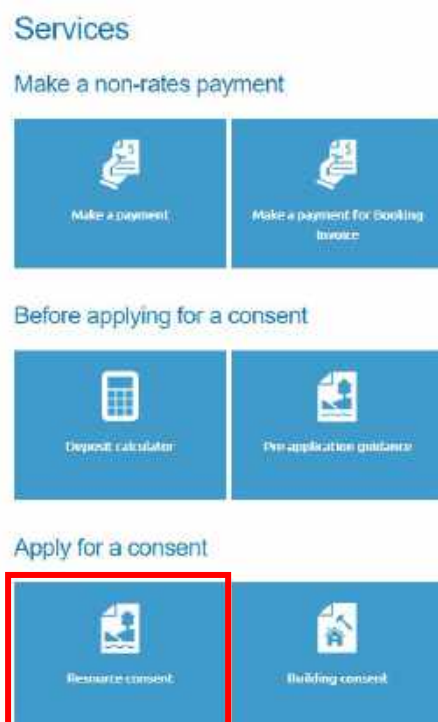 Services
Make a non-rates payment
Make a payment
Make a payment for Booking
Invoice
Before applying for a consent
Deposit calculator
Pre-application guidance
Apply for a consent
Resource consent
Building consent